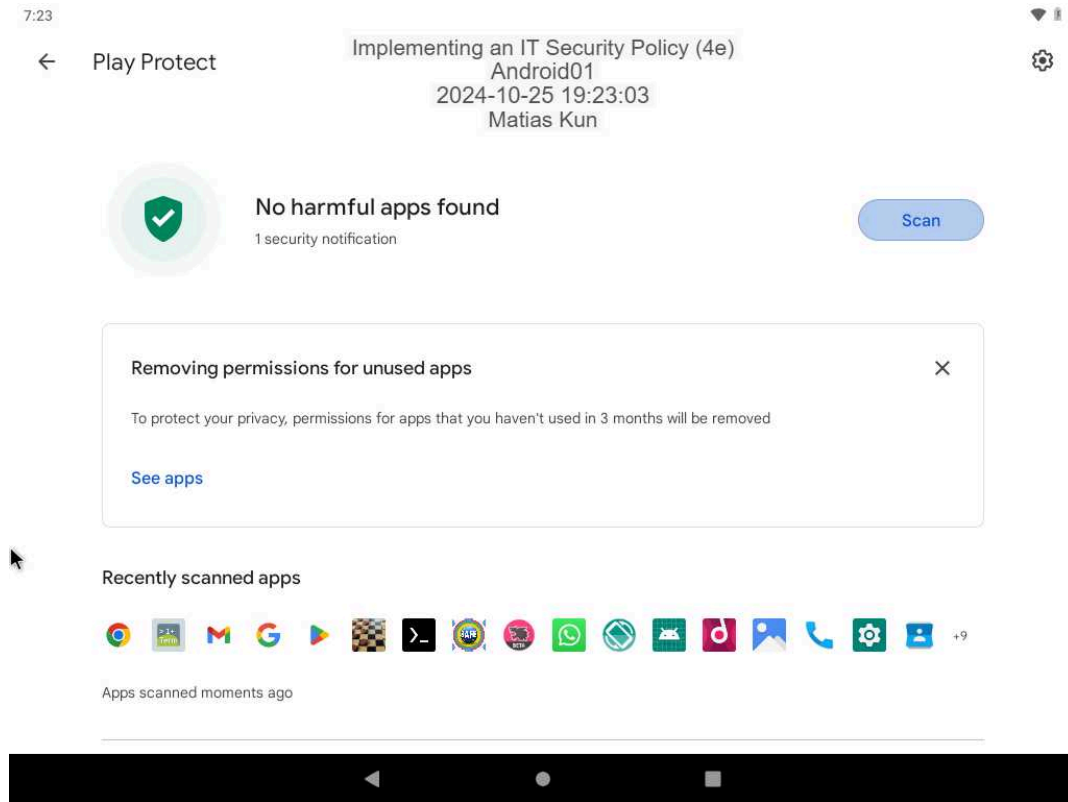 7:23
Play Protect
Implementing an IT Security Policy (4e)
Android01
2024-10-25 19:23:03
Matias Kun
No harmful apps found
1 security notification
Scan
Removing permissions for unused apps
To protect your privacy, permissions for apps that you haven't used in 3 months will be removed
See apps
Recently scanned apps
+9
Apps scanned moments ago